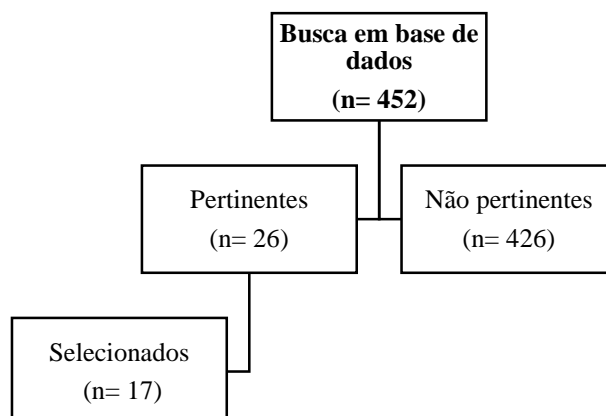 Busca em base de
dados
(n= 452)
Pertinentes
(n= 26)
Não pertinentes
(n= 426)
Selecionados
(n= 17)